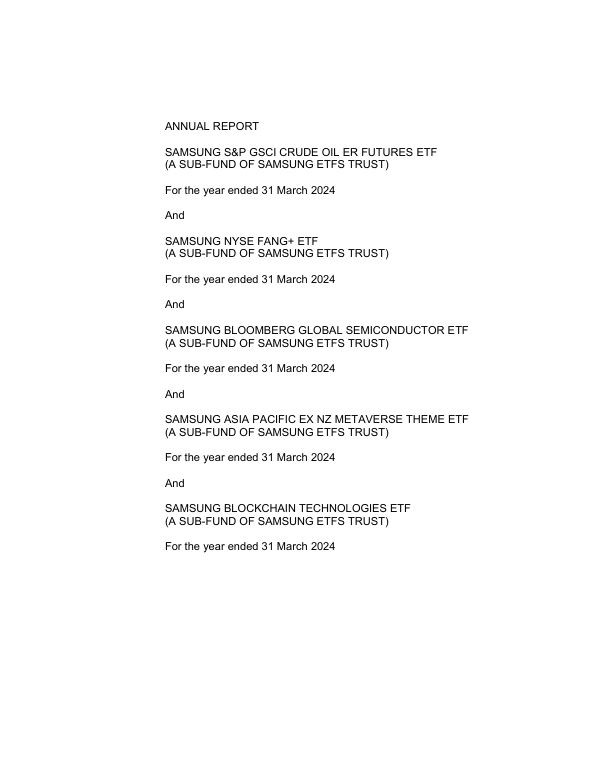 ANNUAL REPORT
SAMSUNG S&P GSCI CRUDE OIL ER FUTURES ETF
(A SUB-FUND OF SAMSUNG ETFS TRUST)
For the year ended 31 March 2024
And
SAMSUNG NYSE FANG+ ETF
(A SUB-FUND OF SAMSUNG ETFS TRUST)
For the year ended 31 March 2024
And
SAMSUNG BLOOMBERG GLOBAL SEMICONDUCTOR ETF
(A SUB-FUND OF SAMSUNG ETFS TRUST)
For the year ended 31 March 2024
And
SAMSUNG ASIA PACIFIC EX NZ METAVERSE THEME ETF
(A SUB-FUND OF SAMSUNG ETFS TRUST)
For the year ended 31 March 2024
And
SAMSUNG BLOCKCHAIN TECHNOLOGIES ETF
(A SUB-FUND OF SAMSUNG ETFS TRUST)
For the year ended 31 March 2024